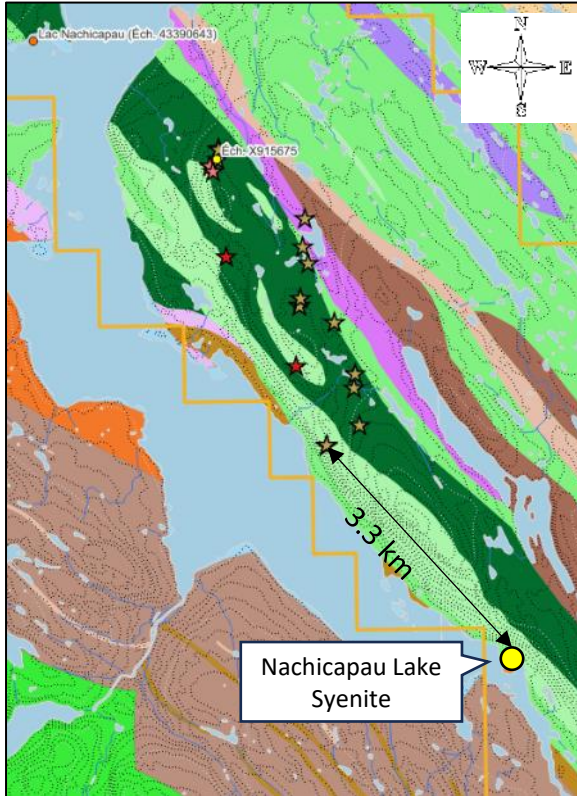 Lac Nachicapau (Éch. 43390643)
N
W E
S
Éch. X915675
3.3 km
Nachicapau Lake
Syenite